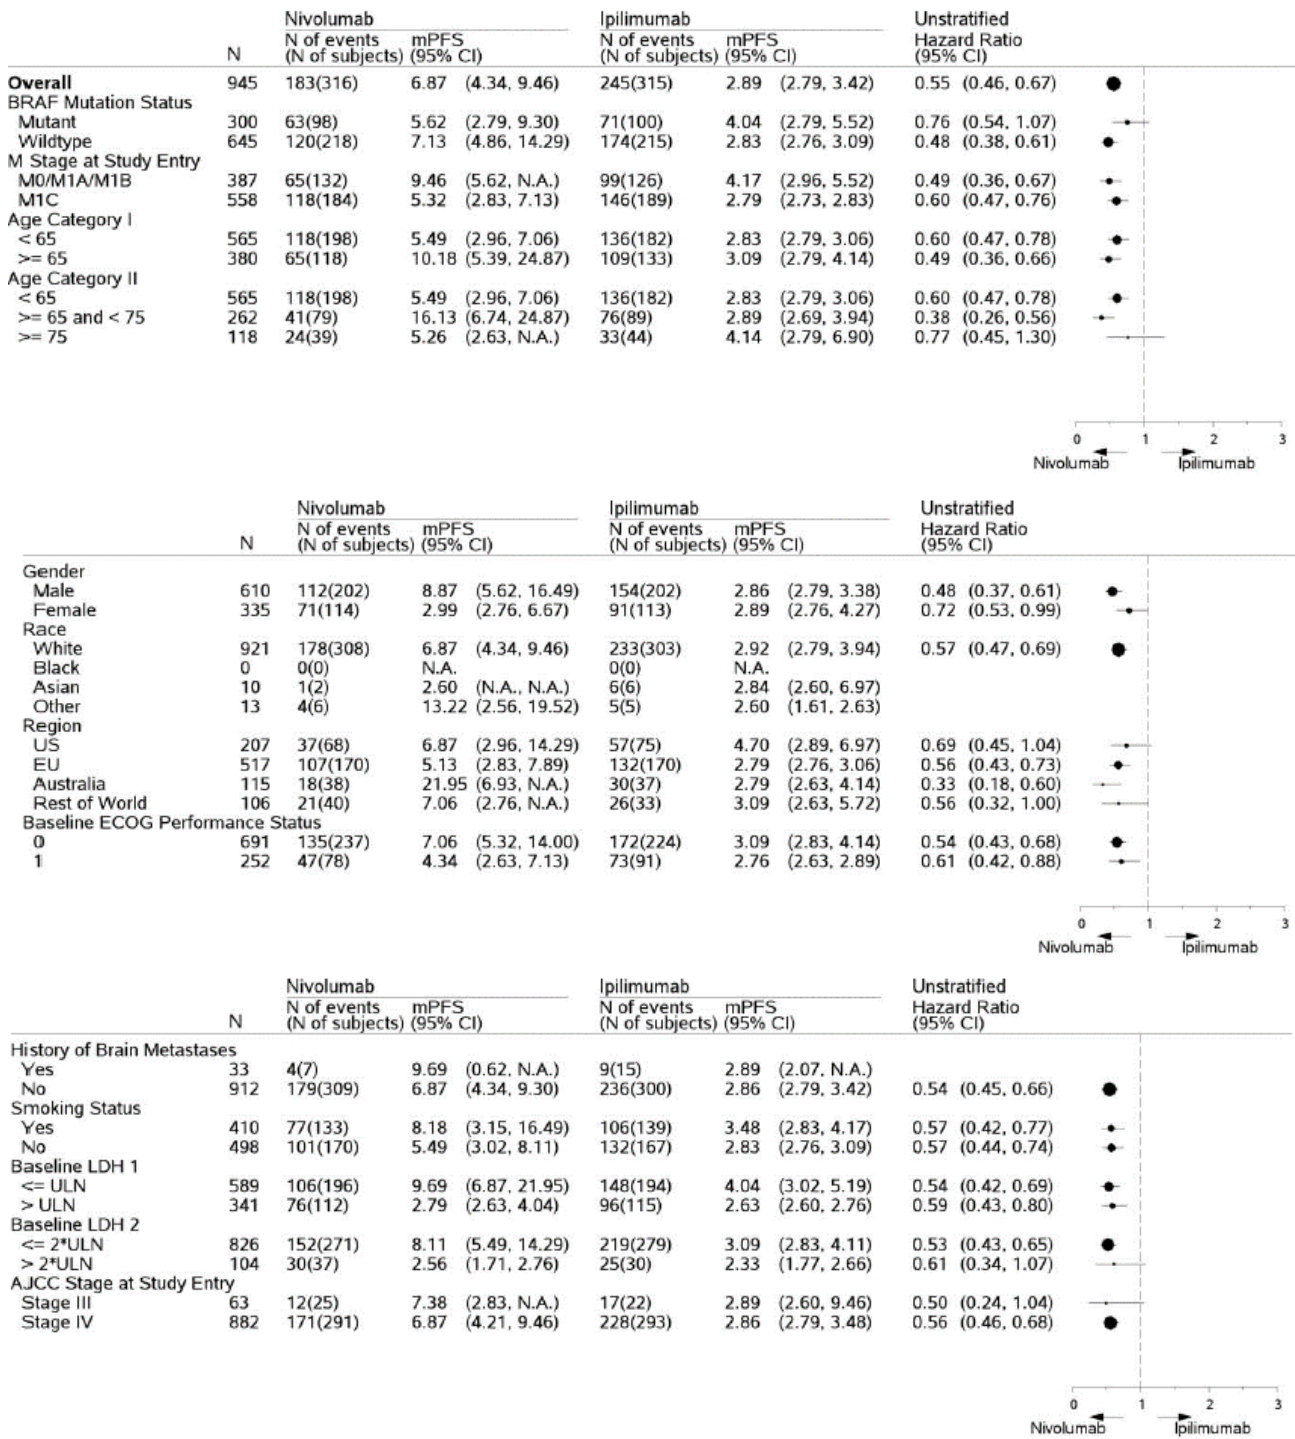 Nivolumab Ipilimumab Unstratified
N of events mPFS N of events mPFS Hazard Ratio
N (N of subjects) (95% CI) (N of subjects) (95% CI) (95% CI)
Overall 945 183(316) 6.87 (4.34, 9.46) 245(315) 2.89 (2.79, 3.42) 0.55 (0.46, 0.67)
BRAF Mutation Status
Mutant 300 63(98) 5.62 (2.79, 9.30) 71(100) 4.04 (2.79, 5.52) 0.76 (0.54, 1.07)
Wildtype 645 120(218) 7.13 (4.86, 14.29) 174(215) 2.83 (2.76, 3.09) 0.48 (0.38, 0.61)
M Stage at Study Entry
M0/M1A/M1B 387 65(132) 9.46 (5.62, N.A.) 99(126) 4.17 (2.96, 5.52) 0.49 (0.36, 0.67)
M1C 558 118(184) 5.32 (2.83, 7.13) 146(189) 2.79 (2.73, 2.83) 0.60 (0.47, 0.76)
Age Category I
< 65 565 118(198) 5.49 (2.96, 7.06) 136(182) 2.83 (2.79, 3.06) 0.60 (0.47, 0.78)
>= 65 380 65(118) 10.18 (5.39, 24.87) 109(133) 3.09 (2.79, 4.14) 0.49 (0.36, 0.66)
Age Category II
< 65 565 118(198) 5.49 (2.96, 7.06) 136(182) 2.83 (2.79, 3.06) 0.60 (0.47, 0.78)
>= 65 and < 75 262 41(79) 16.13 (6.74, 24.87) 76(89) 2.89 (2.69, 3.94) 0.38 (0.26, 0.56)
>= 75 118 24(39) 5.26 (2.63, N.A.) 33(44) 4.14 (2.79, 6.90) 0.77 (0.45, 1.30)
0 1 2 3
Nivolumab Ipilimumab
Nivolumab Ipilimumab Unstratified
N of events mPFS N of events mPFS Hazard Ratio
N (N of subjects) (95% CI) (N of subjects) (95% CI) (95% CI)
Gender
Male 610 112(202) 8.87 (5.62, 16.49) 154(202) 2.86 (2.79, 3.38) 0.48 (0.37, 0.61)
Female 335 71(114) 2.99 (2.76, 6.67) 91(113) 2.89 (2.76, 4.27) 0.72 (0.53, 0.99)
Race
White 921 178(308) 6.87 (4.34, 9.46) 233(303) 2.92 (2.79, 3.94) 0.57 (0.47, 0.69)
Black 0 0(0) N.A. 0(0) N.A.
Asian 10 1(2) 2.60 (N.A., N.A.) 6(6) 2.84 (2.60, 6.97)
Other 13 4(6) 13.22 (2.56, 19.52) 5(5) 2.60 (1.61, 2.63)
Region
US 207 37(68) 6.87 (2.96, 14.29) 57(75) 4.70 (2.89, 6.97) 0.69 (0.45, 1.04)
EU 517 107(170) 5.13 (2.83, 7.89) 132(170) 2.79 (2.76, 3.06) 0.56 (0.43, 0.73)
Australia 115 18(38) 21.95 (6.93, N.A.) 30(37) 2.79 (2.63, 4.14) 0.33 (0.18, 0.60)
Rest of World 106 21(40) 7.06 (2.76, N.A.) 26(33) 3.09 (2.63, 5.72) 0.56 (0.32, 1.00)
Baseline ECOG Performance Status
0 691 135(237) 7.06 (5.32, 14.00) 172(224) 3.09 (2.83, 4.14) 0.54 (0.43, 0.68)
1 252 47(78) 4.34 (2.63, 7.13) 73(91) 2.76 (2.63, 2.89) 0.61 (0.42, 0.88)
0 1 2 3
Nivolumab Ipilimumab
Nivolumab Ipilimumab Unstratified
N of events mPFS N of events mPFS Hazard Ratio
N (N of subjects) (95% CI) (N of subjects) (95% CI) (95% CI)
History of Brain Metastases
Yes 33 4(7) 9.69 (0.62, N.A.) 9(15) 2.89 (2.07, N.A.)
No 912 179(309) 6.87 (4.34, 9.30) 236(300) 2.86 (2.79, 3.42) 0.54 (0.45, 0.66)
Smoking Status
Yes 410 77(133) 8.18 (3.15, 16.49) 106(139) 3.48 (2.83, 4.17) 0.57 (0.42, 0.77)
No 498 101(170) 5.49 (3.02, 8.11) 132(167) 2.83 (2.76, 3.09) 0.57 (0.44, 0.74)
Baseline LDH 1
<= ULN 589 106(196) 9.69 (6.87, 21.95) 148(194) 4.04 (3.02, 5.19) 0.54 (0.42, 0.69)
> ULN 341 76(112) 2.79 (2.63, 4.04) 96(115) 2.63 (2.60, 2.76) 0.59 (0.43, 0.80)
Baseline LDH 2
<= 2*ULN 826 152(271) 8.11 (5.49, 14.29) 219(279) 3.09 (2.83, 4.11) 0.53 (0.43, 0.65)
> 2*ULN 104 30(37) 2.56 (1.71, 2.76) 25(30) 2.33 (1.77, 2.66) 0.61 (0.34, 1.07)
AJCC Stage at Study Entry
Stage III 63 12(25) 7.38 (2.83, N.A.) 17(22) 2.89 (2.60, 9.46) 0.50 (0.24, 1.04)
Stage IV 882 171(291) 6.87 (4.21, 9.46) 228(293) 2.86 (2.79, 3.48) 0.56 (0.46, 0.68)
0 1 2 3
Nivolumab Ipilimumab